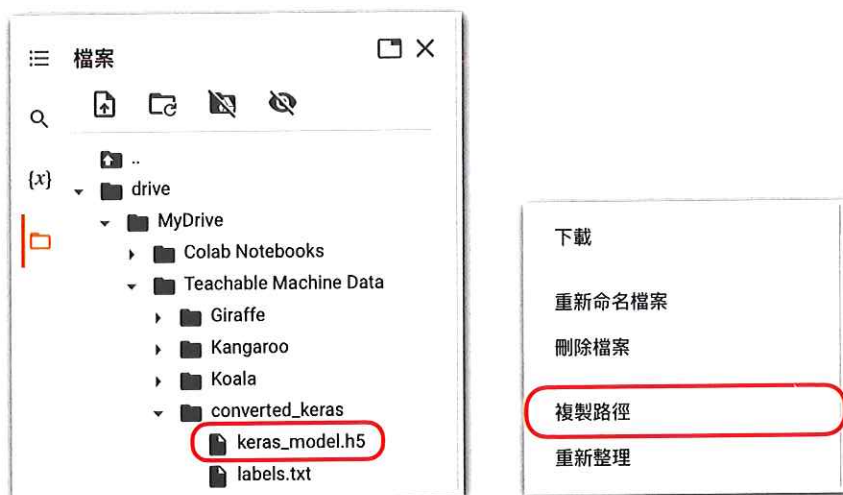 檔案
{x}
..
drive
MyDrive
Colab Notebooks
Teachable Machine Data
Giraffe
Kangaroo
Koala
converted_keras
keras_model.h5
labels.txt
下載
重新命名檔案
刪除檔案
複製路徑
重新整理